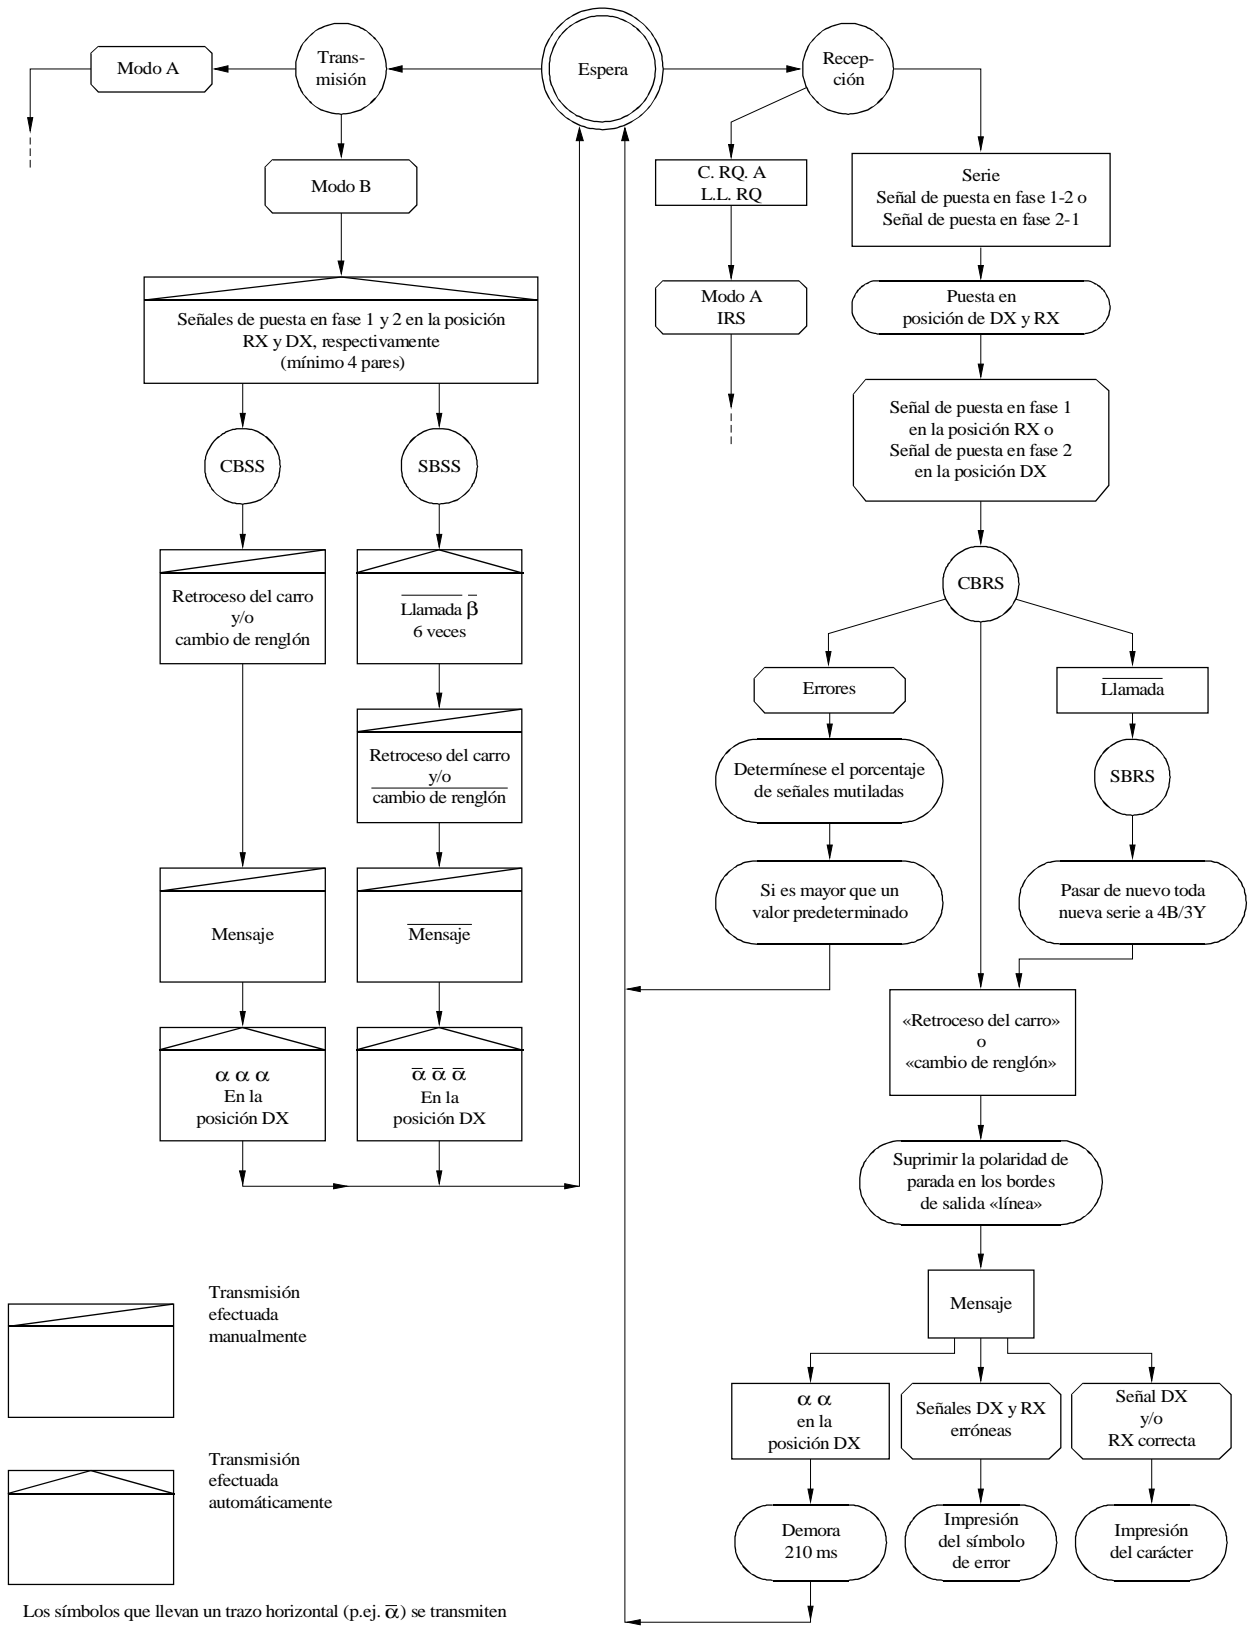 Modo A
Trans-
misión
Espera
Recep-
ción
Modo B
C. RQ. A
L.L. RQ
Serie
Señal de puesta en fase 1-2 o
Señal de puesta en fase 2-1
Modo A
IRS
Puesta en
posición de DX y RX
Señales de puesta en fase 1 y 2 en la posición
RX y DX, respectivamente
(mínimo 4 pares)
Señal de puesta en fase 1
en la posición RX o
Señal de puesta en fase 2
en la posición DX
CBSS
SBSS
CBRS
Retroceso del carro
y/o
cambio de renglón
L̅l̅a̅m̅a̅d̅a̅ β̅
6 veces
Errores
L̅l̅a̅m̅a̅d̅a̅
Retroceso del carro
y/o
c̅a̅m̅b̅i̅o̅ ̅d̅e̅ ̅r̅e̅n̅g̅l̅ó̅n̅
Determínese el porcentaje
de señales mutiladas
SBRS
Mensaje
M̅e̅n̅s̅a̅j̅e̅
Si es mayor que un
valor predeterminado
Pasar de nuevo toda
nueva serie a 4B/3Y
«Retroceso del carro»
o
«cambio de renglón»
α α α
En la
posición DX
α̅ α̅ α̅
En la
posición DX
Suprimir la polaridad de
parada en los bordes
de salida «línea»
Mensaje
Transmisión
efectuada
manualmente
α α
en la
posición DX
Señales DX y RX
erróneas
Señal DX
y/o
RX correcta
Transmisión
efectuada
automáticamente
Demora
210 ms
Impresión
del símbolo
de error
Impresión
del carácter
Los símbolos que llevan un trazo horizontal (p.ej. α̅) se transmiten